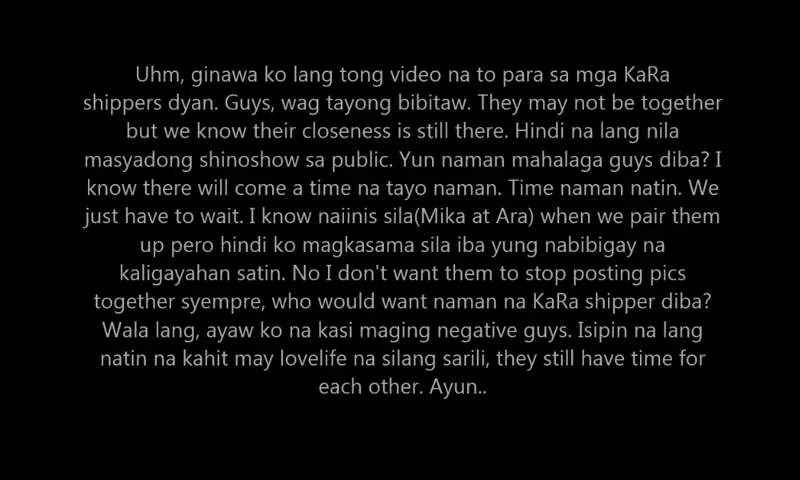 Uhm, ginawa ko lang tong video na to para sa mga KaRa
shippers dyan. Guys, wag tayong bibitaw. They may not be together
but we know their closeness is still there. Hindi na lang nila
masyadong shinoshow sa public. Yun naman mahalaga guys diba? I
know there will come a time na tayo naman. Time naman natin. We
just have to wait. I know naiinis sila(Mika at Ara) when we pair them
up pero hindi ko magkasama sila iba yung nabibigay na
kaligayahan satin. No I don't want them to stop posting pics
together syempre, who would want naman na KaRa shipper diba?
Wala lang, ayaw ko na kasi maging negative guys. Isipin na lang
natin na kahit may lovelife na silang sarili, they still have time for
each other. Ayun..